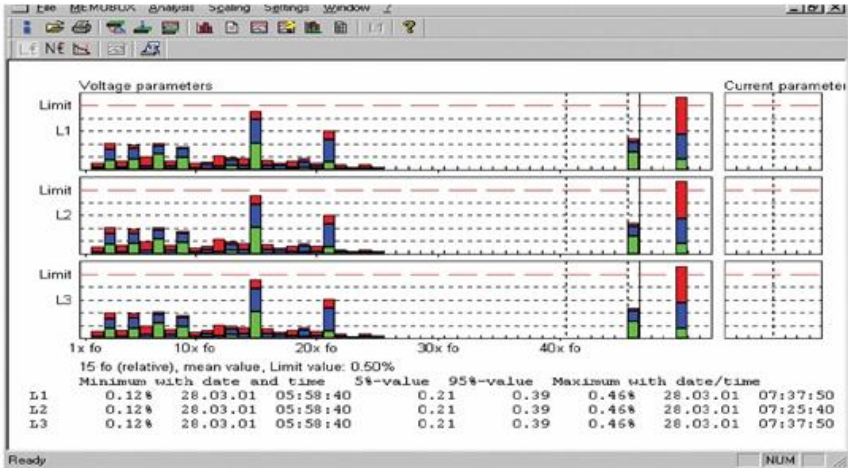 File MEMOBOX Analysis Scaling Settings Window ?
Voltage parameters Current paramete
Limit
L1
Limit
L2
Limit
L3
1x fo 10x fo 20x fo 30x fo 40x fo
15 fo (relative), mean value, Limit value: 0.50%
Minimum with date and time 5%-value 95%-value Maximum with date/time
L1 0.12% 28.03.01 05:58:40 0.21 0.39 0.46% 28.03.01 07:37:50
L2 0.12% 28.03.01 05:58:40 0.21 0.39 0.46% 28.03.01 07:25:40
L3 0.12% 28.03.01 05:58:40 0.21 0.39 0.46% 28.03.01 07:37:50
Ready NUM